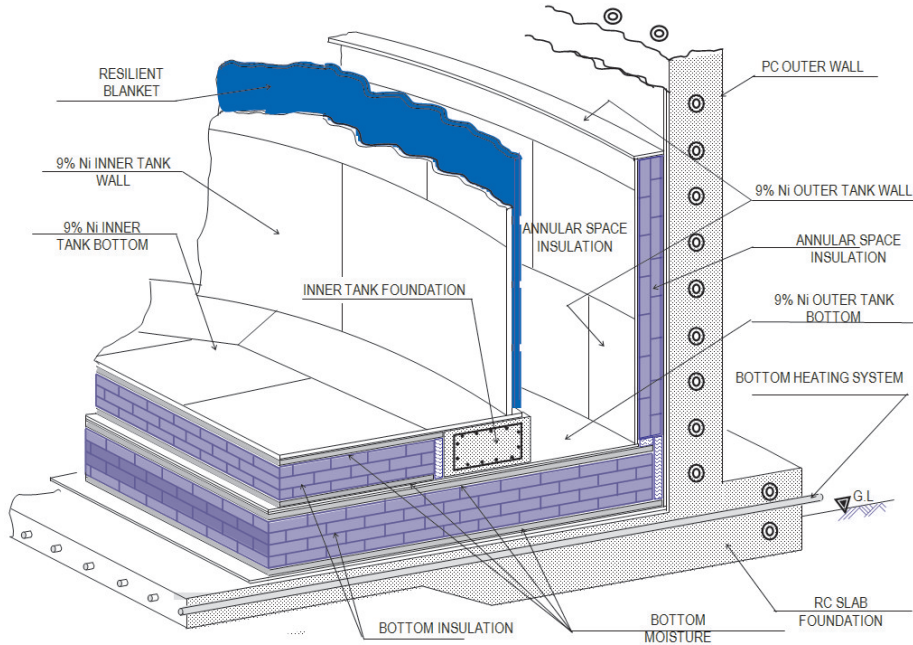 RESILIENT
BLANKET
PC OUTER WALL
9% Ni INNER TANK
WALL
9% Ni OUTER TANK WALL
9% Ni INNER
TANK BOTTOM
ANNULAR SPACE
INSULATION
ANNULAR SPACE
INSULATION
INNER TANK FOUNDATION
9% Ni OUTER TANK
BOTTOM
BOTTOM HEATING SYSTEM
G.L
RC SLAB
FOUNDATION
BOTTOM INSULATION
BOTTOM
MOISTURE